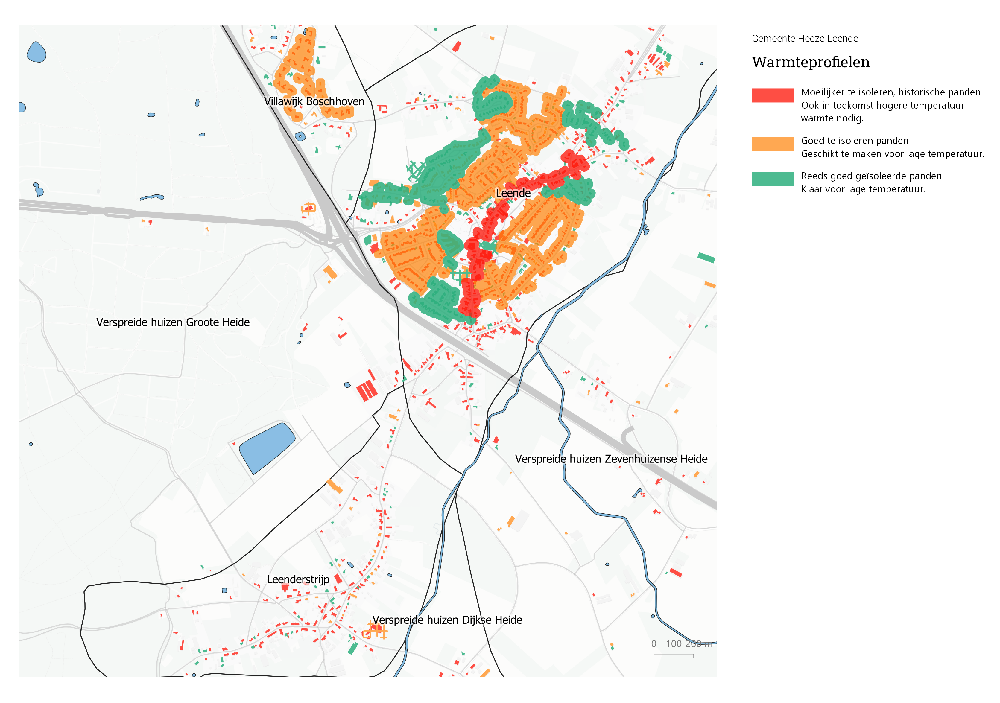 Gemeente Heeze Leende
Warmteprofielen
Moeilijker te isoleren, historische panden
Ook in toekomst hogere temperatuur
warmte nodig.
Goed te isoleren panden
Geschikt te maken voor lage temperatuur.
Reeds goed geïsoleerde panden
Klaar voor lage temperatuur.
Villawijk Boschhoven
Leende
Verspreide huizen Groote Heide
Verspreide huizen Zevenhuizense Heide
Leenderstrijp
Verspreide huizen Dijkse Heide
0 100 200 m